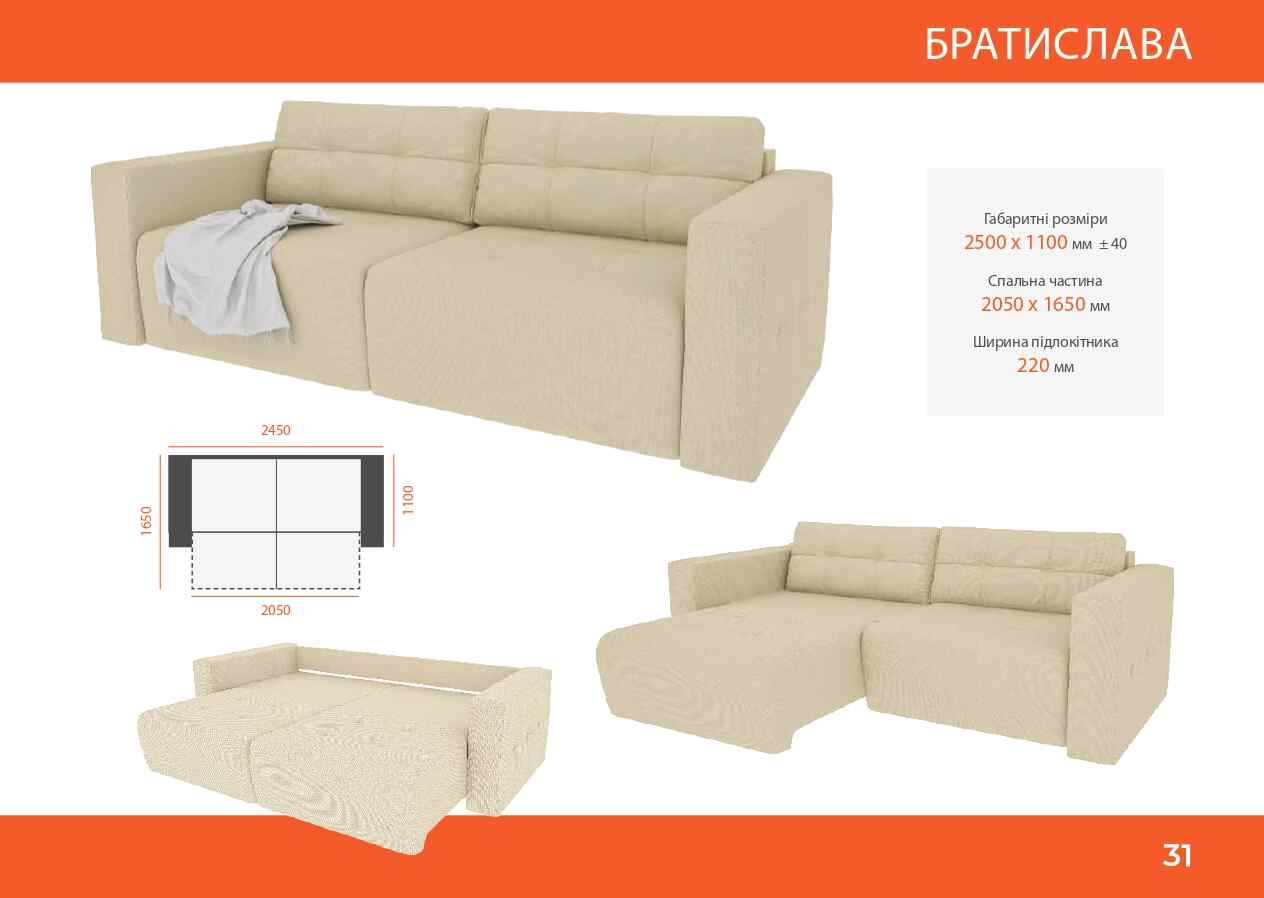 БРАТИСЛАВА
Габаритні розміри
2500 x 1100 мм ± 40
Спальна частина
2050 x 1650 мм
Ширина підлокітника
220 мм
2450
1650
1100
2050
31